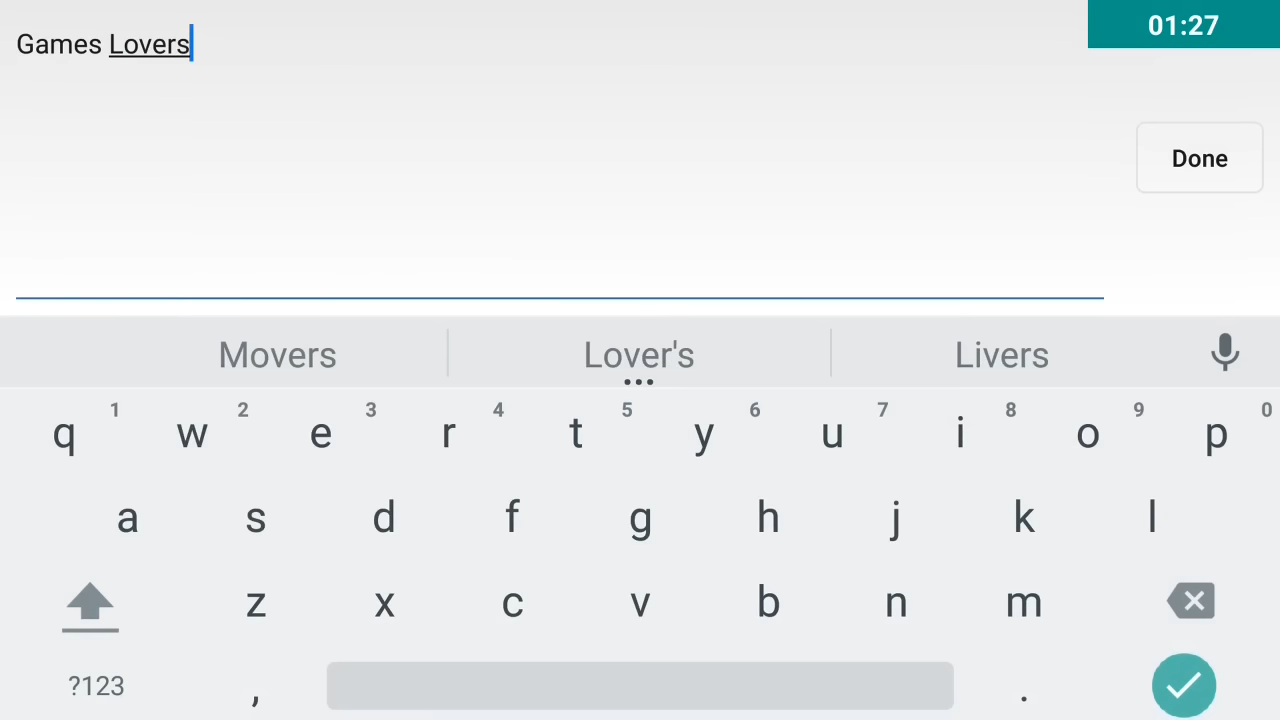 Games Lovers
01:27
Done
Movers
Lover's
Livers
1 2 3 4 5 6 7 8 9 0
q w e r t y u i o p
a s d f g h j k l
z x c v b n m
?123 , .